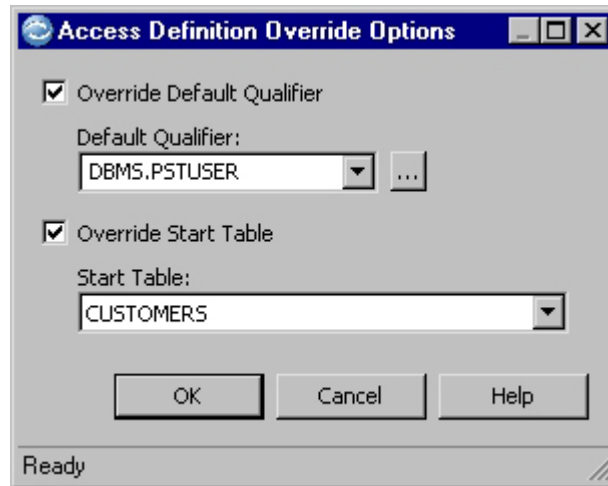 Access Definition Override Options
Override Default Qualifier
Default Qualifier:
DBMS.PSTUSER
...
Override Start Table
Start Table:
CUSTOMERS
OK Cancel Help
Ready